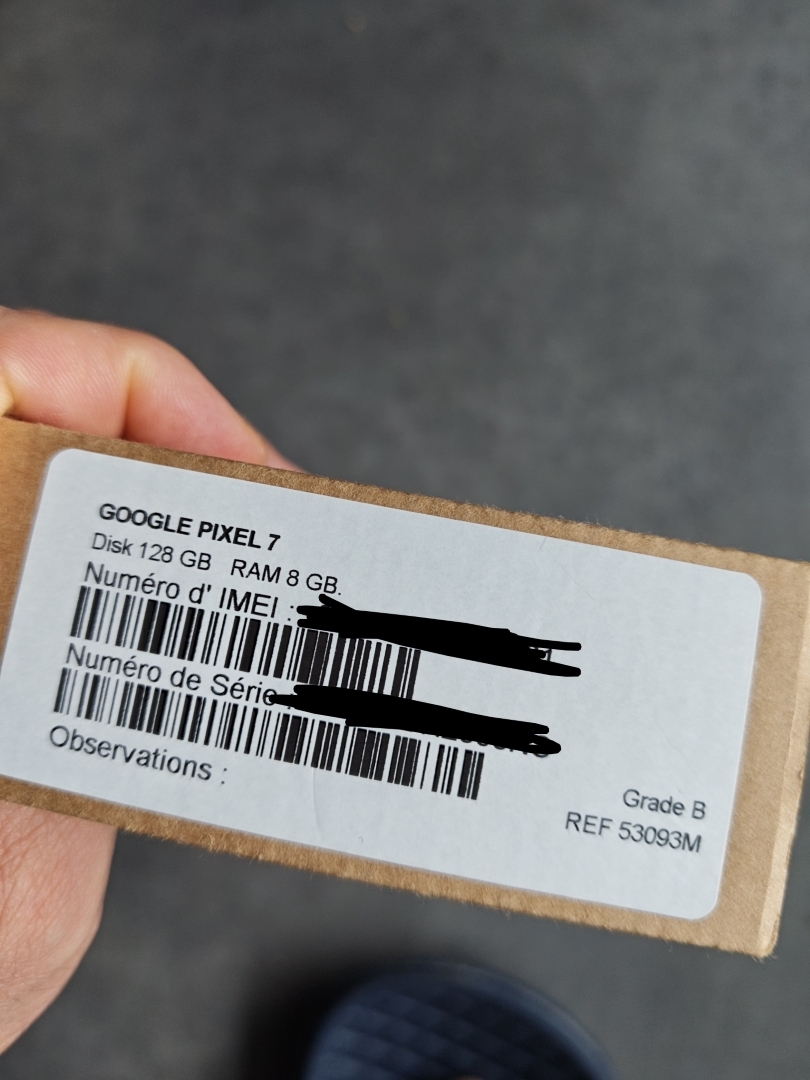 GOOGLE PIXEL 7
Disk 128 GB RAM 8 GB.
Numéro d' IMEI :
Numéro de Série
Observations :
Grade B
REF 53093M